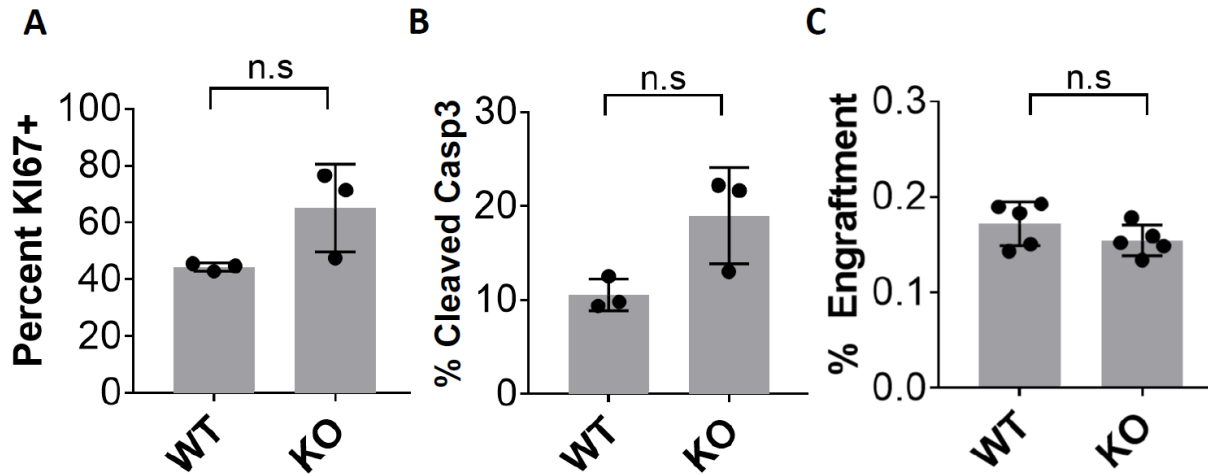 A
n.s
Percent KI67+
100
80
60
40
20
0
WT
KO
B
n.s
% Cleaved Casp3
30
20
10
0
WT
KO
C
n.s
% Engraftment
0.3
0.2
0.1
0.0
WT
KO